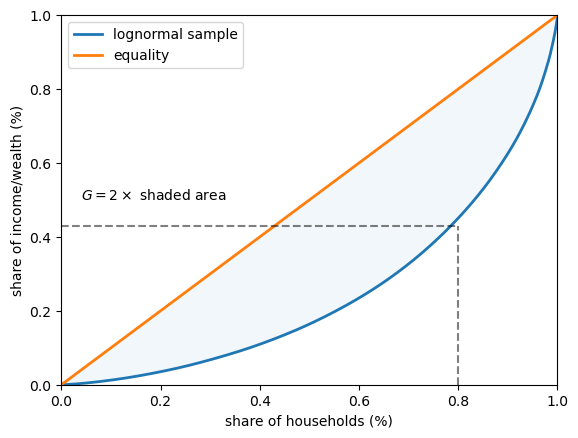 lognormal sample
equality
1.0
0.8
0.6
0.4
0.2
0.0
share of income/wealth (%)
G = 2 × shaded area
0.0 0.2 0.4 0.6 0.8 1.0
share of households (%)